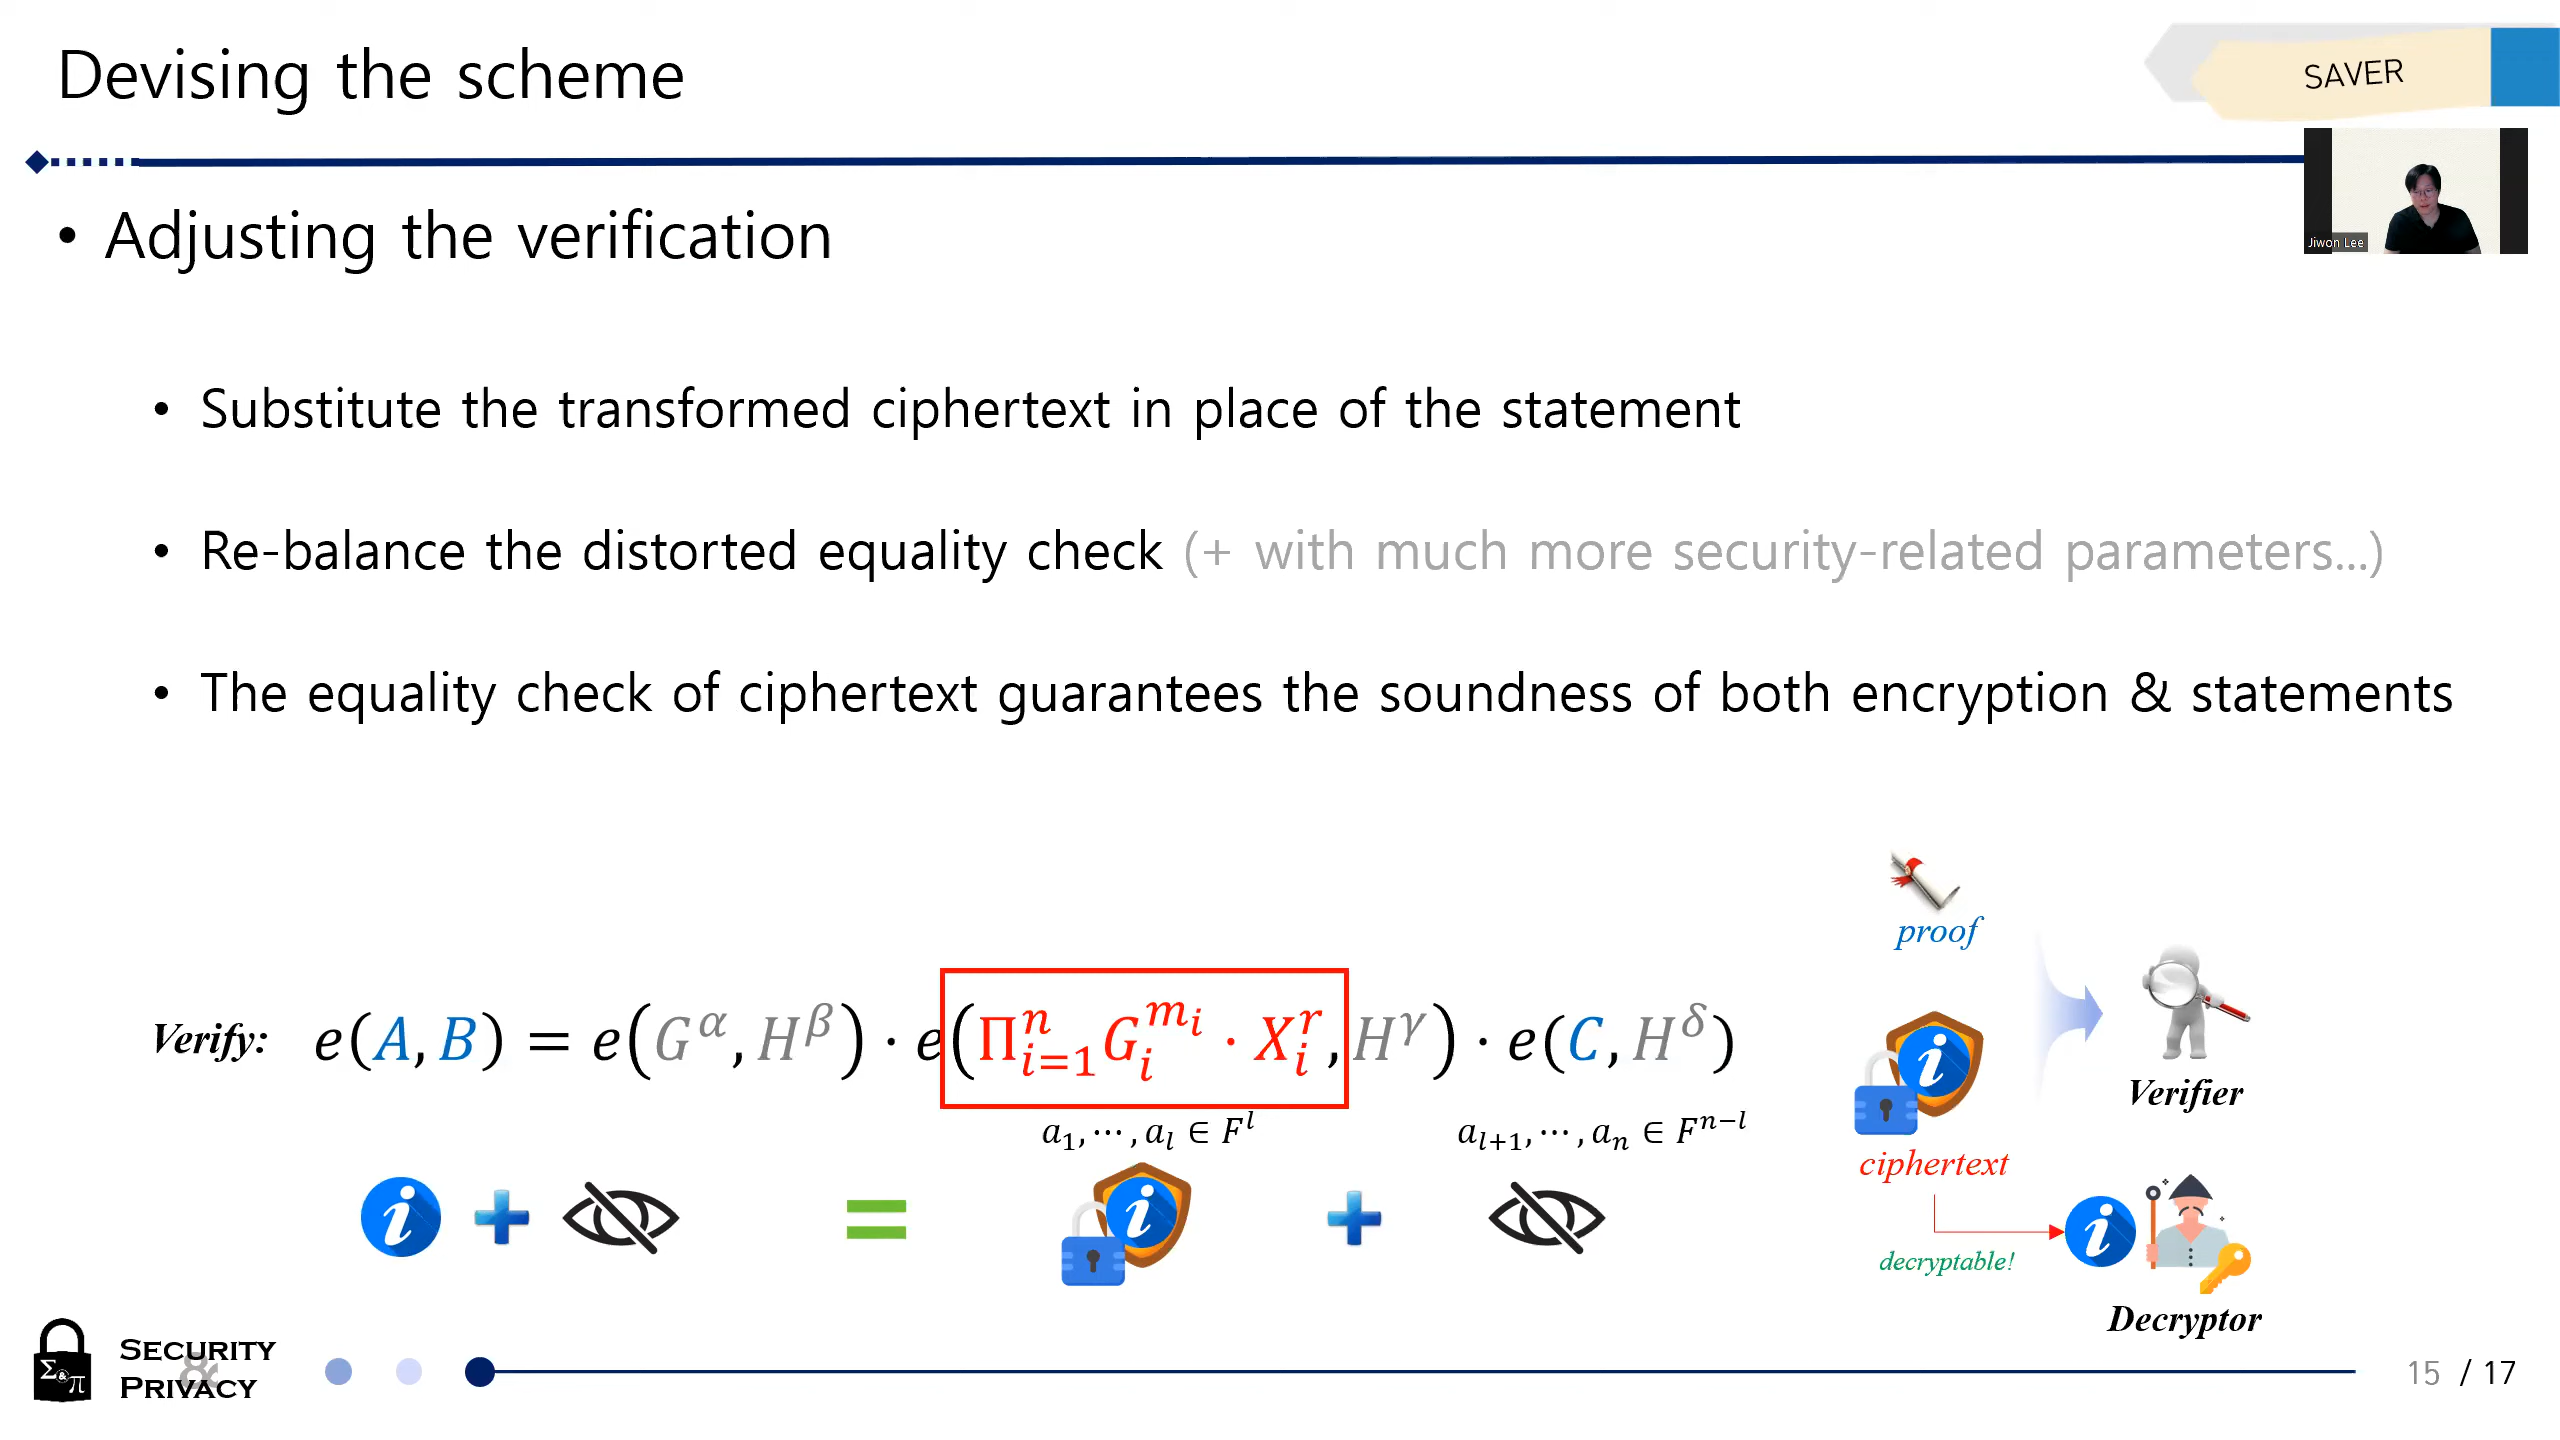 Devising the scheme
SAVER
Jiwon Lee
• Adjusting the verification
• Substitute the transformed ciphertext in place of the statement
• Re-balance the distorted equality check (+ with much more security-related parameters...)
• The equality check of ciphertext guarantees the soundness of both encryption & statements
proof
Verify: e(A, B) = e(G^α, H^β) · e(Π_{i=1}^n G_i^{m_i} · X_i^r, H^γ) · e(C, H^δ)
Verifier
a_1, ⋯, a_l ∈ F^l
a_{l+1}, ⋯, a_n ∈ F^{n−l}
ciphertext
decryptable!
Decryptor
Σ&π
SECURITY
&
PRIVACY
15 / 17